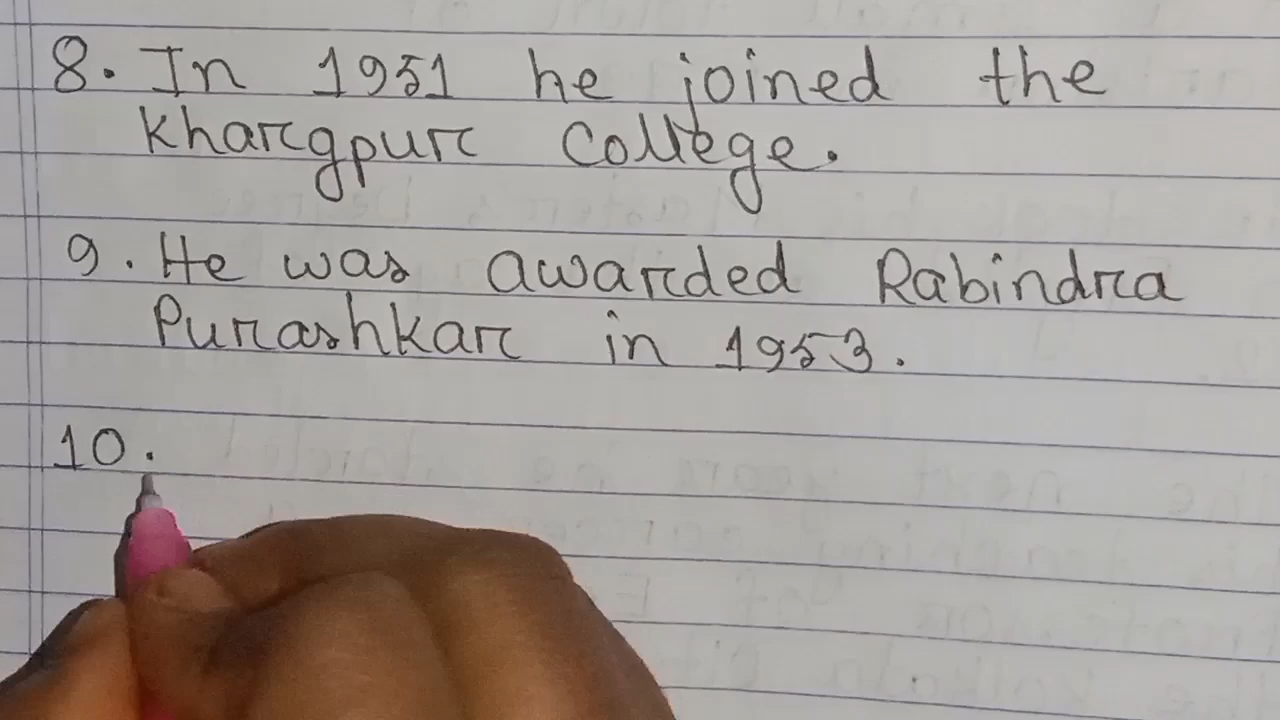 8. In 1951 he joined the
Khargpur College.
9. He was awarded Rabindra
Purashkar in 1953.
10.